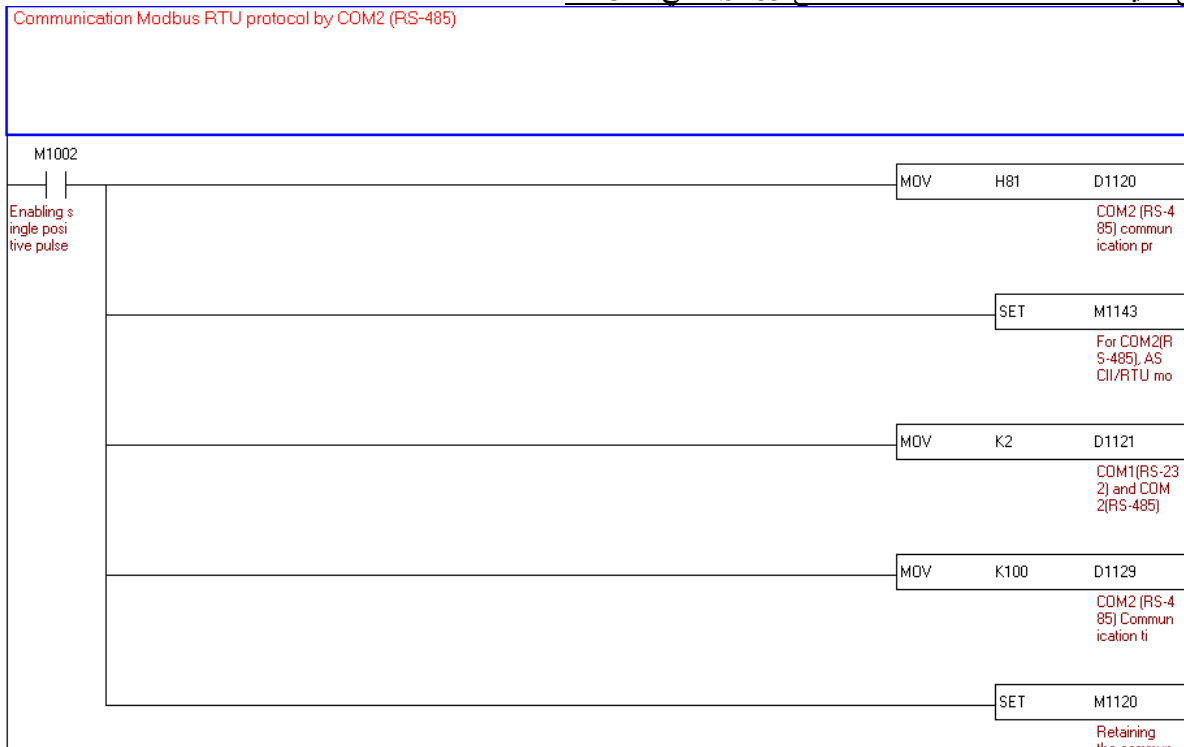 Communication Modbus RTU protocol by COM2 (RS-485)
M1002
Enabling s
ingle posi
tive pulse
MOV H81 D1120
COM2 (RS-4
85) commun
ication pr
SET M1143
For COM2(R
S-485), AS
CII/RTU mo
MOV K2 D1121
COM1(RS-23
2) and COM
2(RS-485)
MOV K100 D1129
COM2 (RS-4
85) Commun
ication ti
SET M1120
Retaining